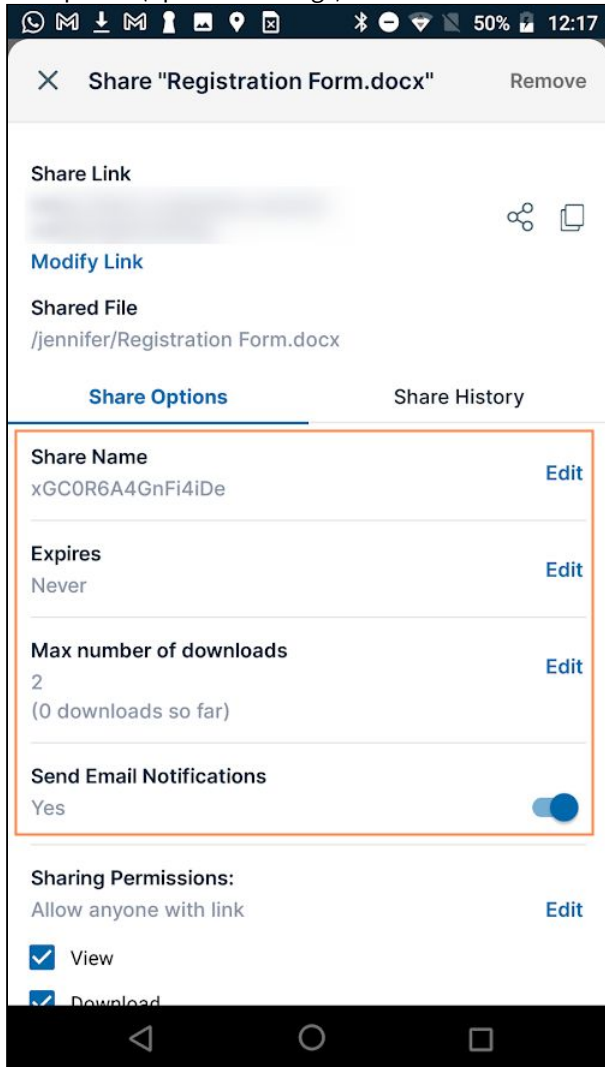 50% 12:17
Share "Registration Form.docx" Remove
Share Link
Modify Link
Shared File
/jennifer/Registration Form.docx
Share Options Share History
Share Name
xGC0R6A4GnFi4iDe Edit
Expires
Never Edit
Max number of downloads
2 Edit
(0 downloads so far)
Send Email Notifications
Yes
Sharing Permissions:
Allow anyone with link Edit
View
Download